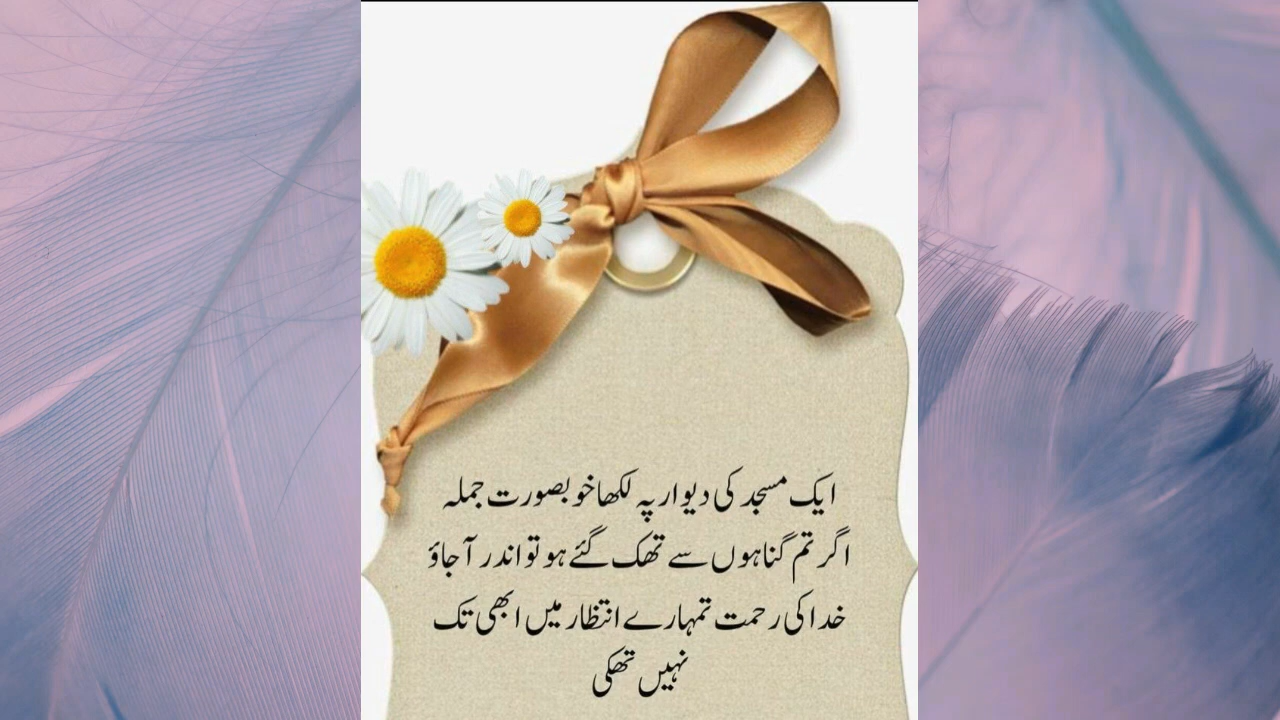 ایک مسجد کی دیوار پہ لکھا خوبصورت جملہ
اگر تم گناہوں سے تھک گئے ہو تو اندر آ جاؤ
خدا کی رحمت تمہارے انتظار میں ابھی تک
نہیں تھکی